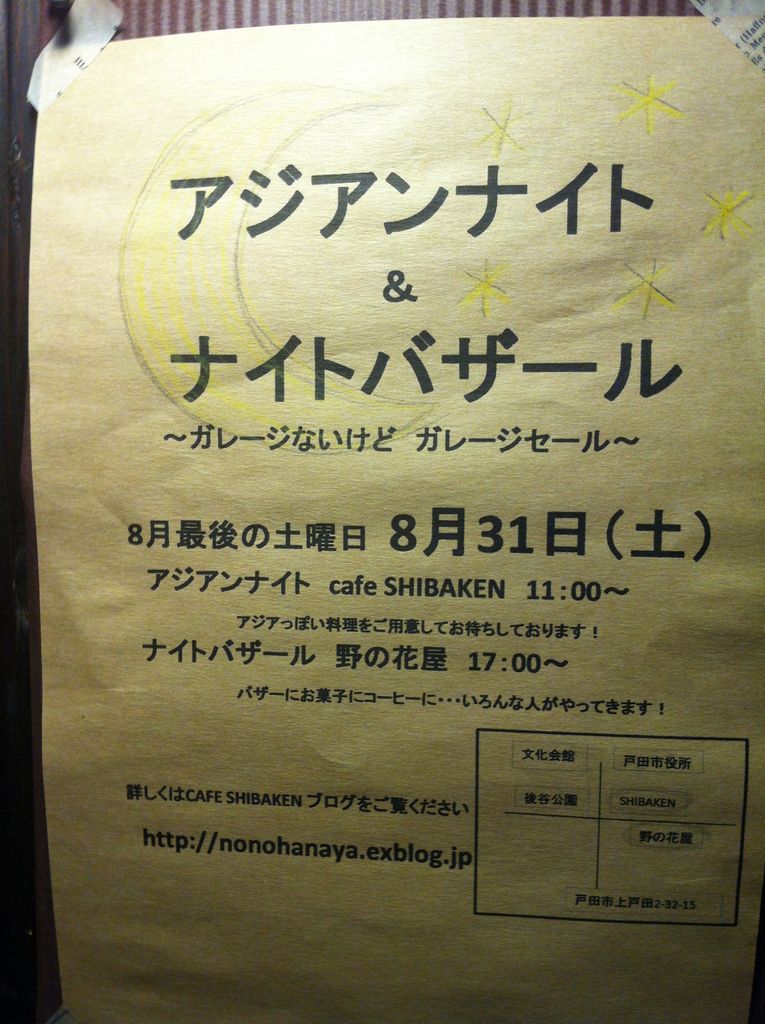 アジアンナイト
&
ナイトバザール
～ガレージないけど ガレージセール～
8月最後の土曜日 8月31日(土)
アジアンナイト cafe SHIBAKEN 11:00～
アジアっぽい料理をご用意してお待ちしております！
ナイトバザール 野の花屋 17:00～
バザーにお菓子にコーヒーに・・・いろんな人がやってきます！
詳しくはCAFE SHIBAKEN ブログをご覧ください
http://nonohanaya.exblog.jp
文化会館 戸田市役所
後谷公園 SHIBAKEN
野の花屋
戸田市上戸田2-32-15